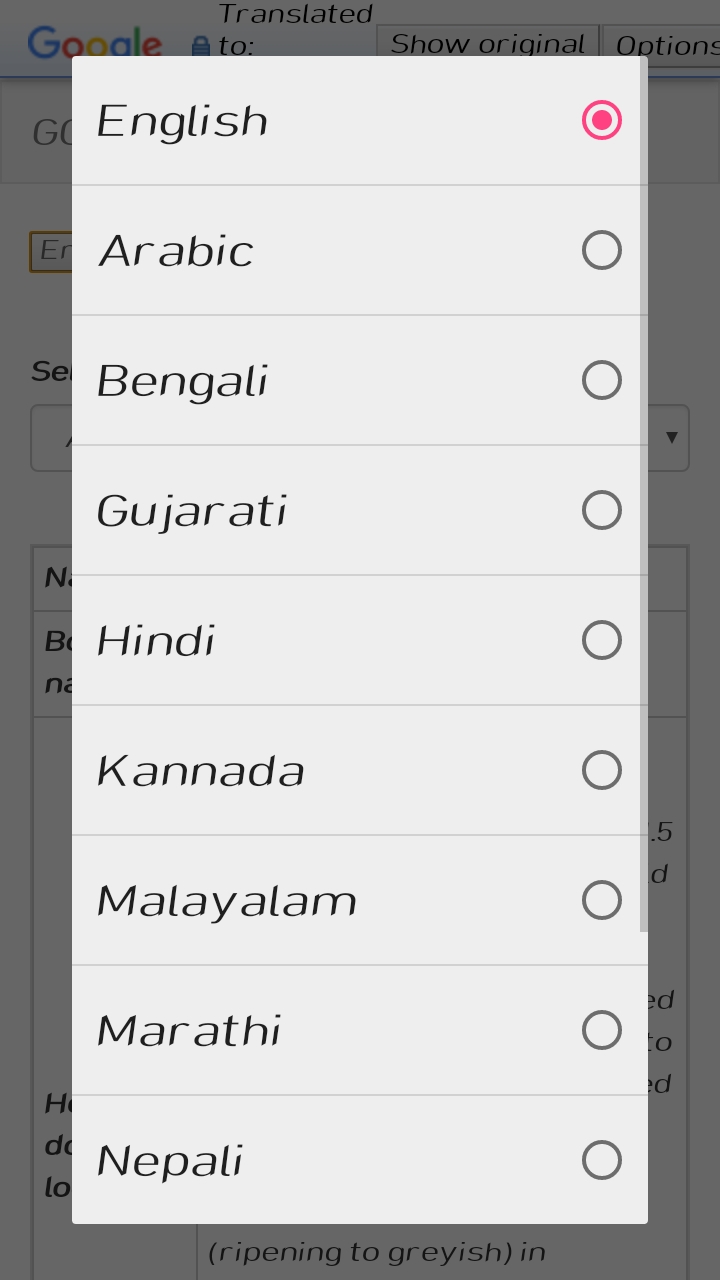 Translated
Google
to:
Show original
Options
English
Arabic
Bengali
Gujarati
Hindi
Kannada
Malayalam
Marathi
Nepali
(ripening to greyish) in